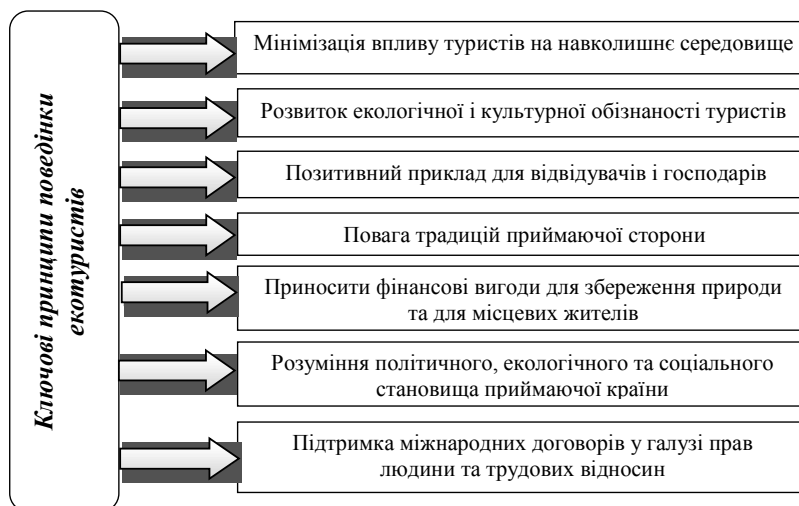 Ключові принципи поведінки
екотуристів
Мінімізація впливу туристів на навколишнє середовище
Розвиток екологічної і культурної обізнаності туристів
Позитивний приклад для відвідувачів і господарів
Повага традицій приймаючої сторони
Приносити фінансові вигоди для збереження природи
та для місцевих жителів
Розуміння політичного, екологічного та соціального
становища приймаючої країни
Підтримка міжнародних договорів у галузі прав
людини та трудових відносин